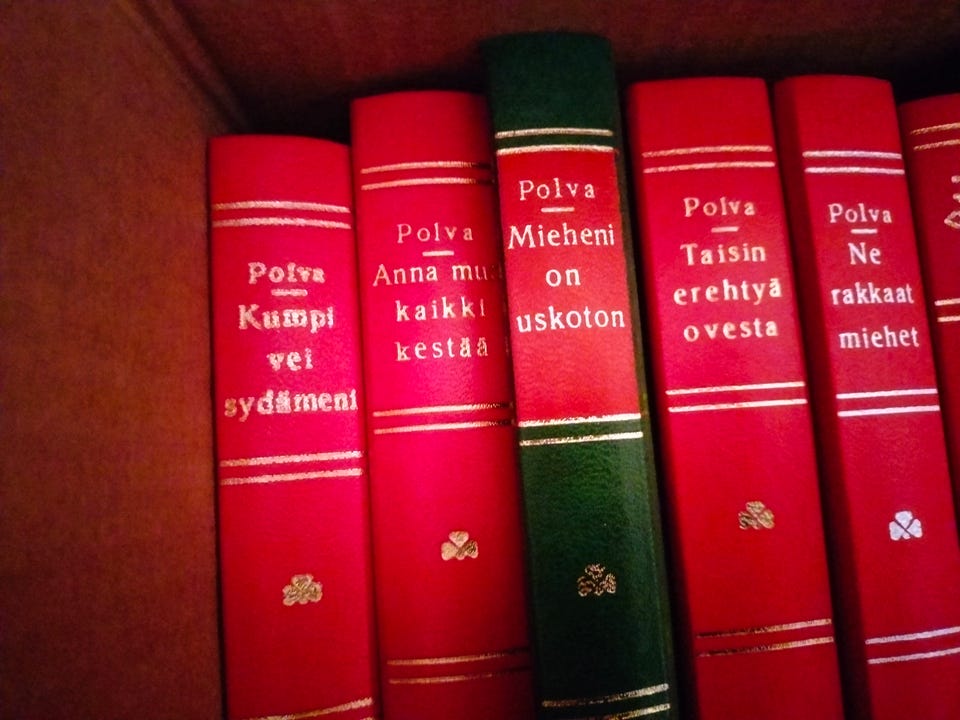 Polva
Kumpi
vei
sydämeni
Polva
Anna mu
kaikki
kestää
Polva
Mieheni
on
uskoton
Polva
Taisin
erehtyä
ovesta
Polva
Ne
rakkaat
miehet